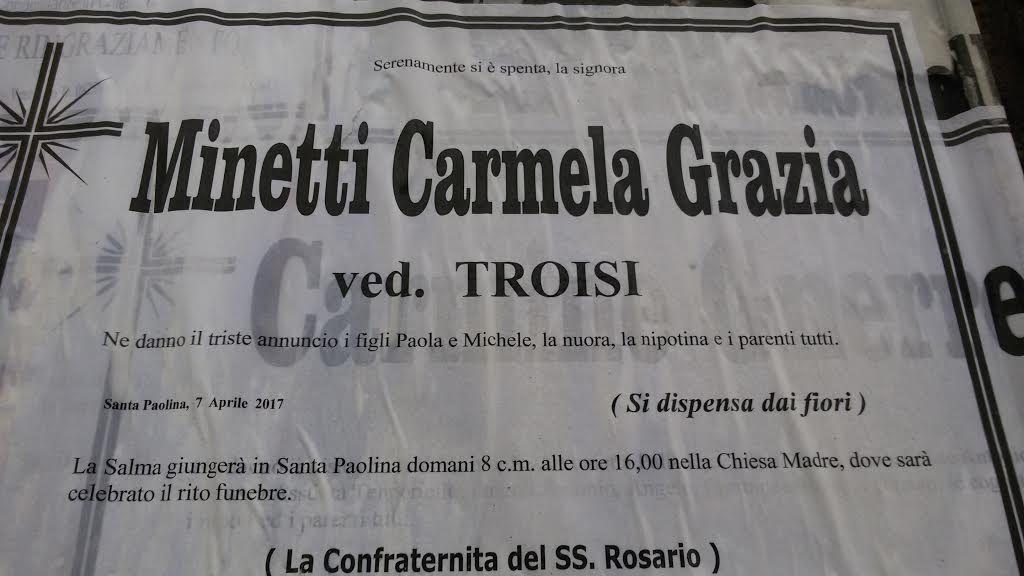 E RINGRAZIAMENTO
Serenamente si è spenta, la signora
Minetti Carmela Grazia
ved. TROISI
Ne danno il triste annuncio i figli Paola e Michele, la nuora, la nipotina e i parenti tutti.
Santa Paolina, 7 Aprile 2017
( Si dispensa dai fiori )
La Salma giungerà in Santa Paolina domani 8 c.m. alle ore 16,00 nella Chiesa Madre, dove sarà
celebrato il rito funebre.
( La Confraternita del SS. Rosario )